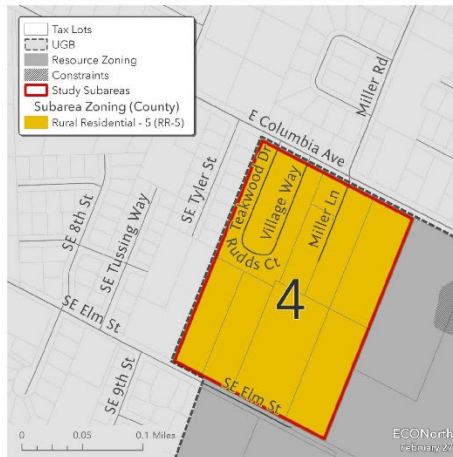 Tax Lots
UGB
Resource Zoning
Constraints
Study Subareas
Subarea Zoning (County)
Rural Residential - 5 (RR-5)
Miller Rd
E Columbia Ave
SE Tyler St
Teakwood Dr
Village Way
Miller Ln
Rudds Ct
SE 8th St
SE Tussing Way
4
SE Elm St
SE 9th St
SE Elm St
0 0.05 0.1 Miles
ECONorth
February 27